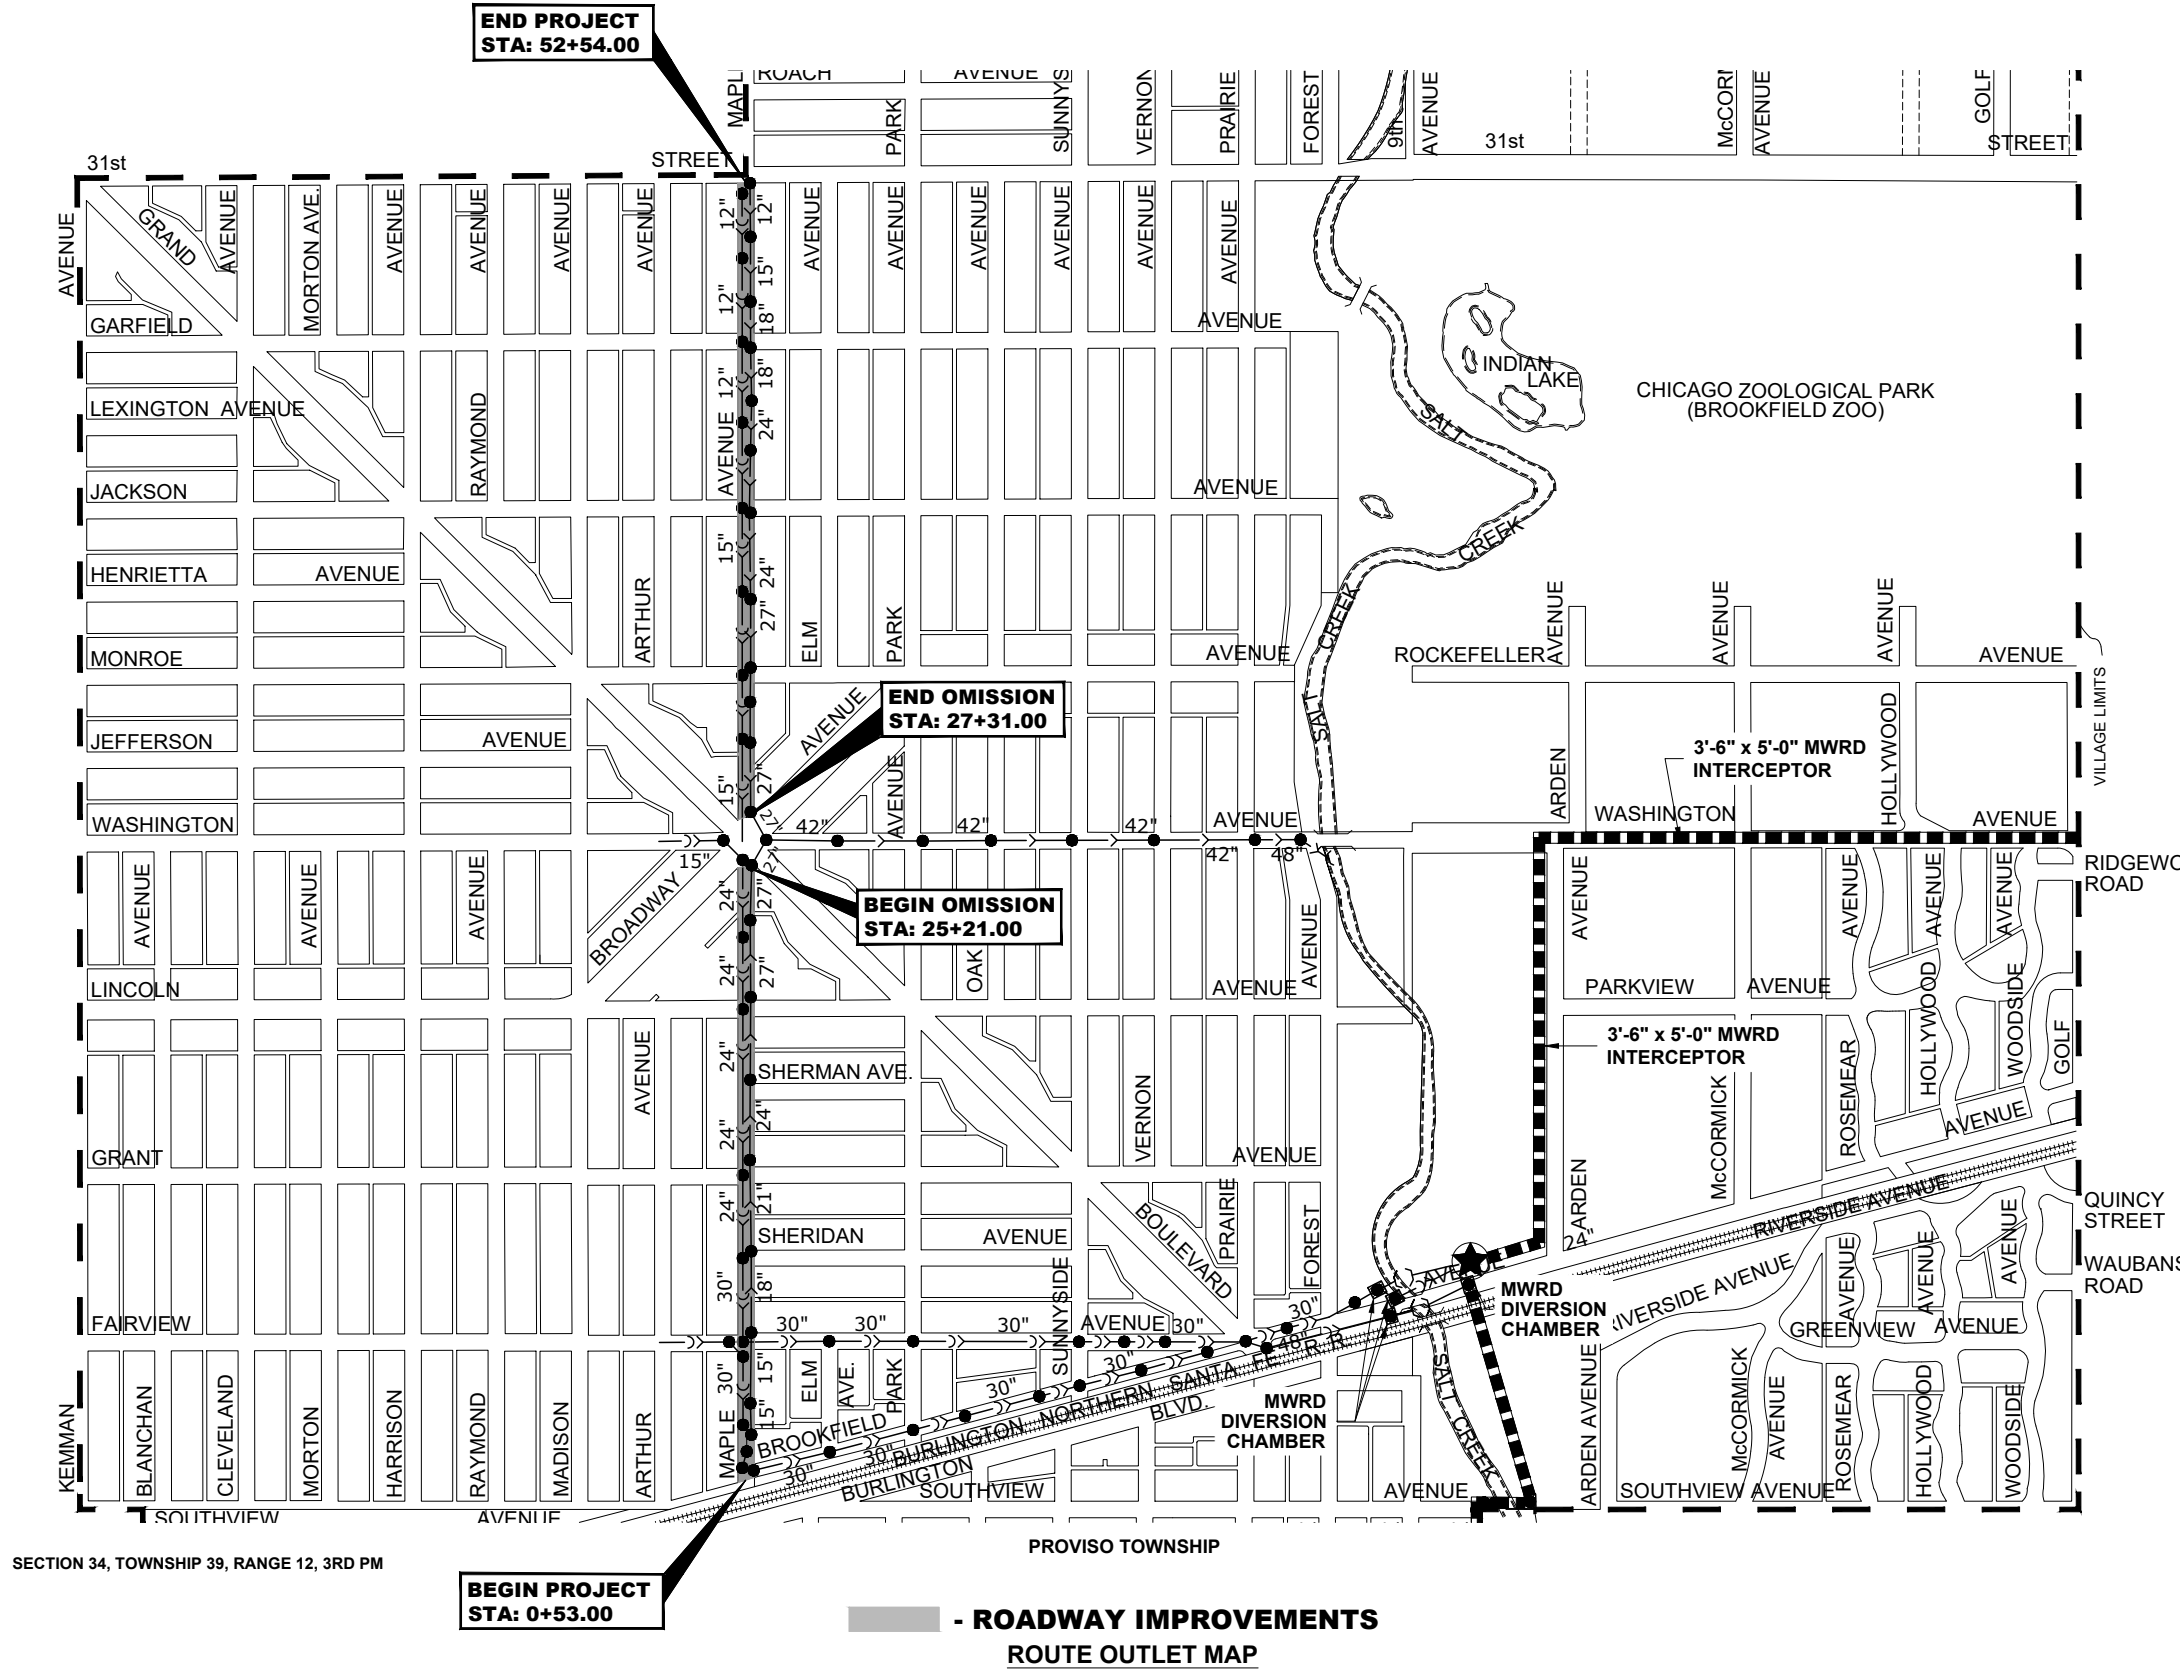 END PROJECT
STA: 52+54.00
MAPL
ROACH
AVENUE
PARK
SUNNYS
VERNON
PRAIRIE
FOREST
9th
AVENUE
McCOR
AVENUE
GOLF
31st
STREET
31st
STREET
AVENUE
GRAND
AVENUE
MORTON AVE.
AVENUE
AVENUE
AVENUE
AVENUE
12"
12"
AVENUE
AVENUE
AVENUE
AVENUE
AVENUE
AVENUE
15"
12"
18"
GARFIELD
AVENUE
INDIAN
LAKE
CHICAGO ZOOLOGICAL PARK
(BROOKFIELD ZOO)
12"
18"
LEXINGTON AVENUE
RAYMOND
AVENUE
24"
SALT
CREEK
JACKSON
AVENUE
15"
24"
HENRIETTA
AVENUE
ARTHUR
27"
ELM
PARK
CREEK
SALT
AVENUE
AVENUE
AVENUE
MONROE
AVENUE
ROCKEFELLER
AVENUE
VILLAGE LIMITS
AVENUE
END OMISSION
STA: 27+31.00
JEFFERSON
AVENUE
HOLLYWOOD
3'-6" x 5'-0" MWRD
INTERCEPTOR
ARDEN
15"
27"
AVENUE
WASHINGTON
27"
42"
42"
42"
AVENUE
WASHINGTON
AVENUE
15"
27"
42"
48"
RIDGEWO
ROAD
AVENUE
AVENUE
AVENUE
BROADWAY
24"
27"
BEGIN OMISSION
STA: 25+21.00
AVENUE
AVENUE
AVENUE
AVENUE
AVENUE
24"
27"
OAK
LINCOLN
AVENUE
PARKVIEW
AVENUE
HOLLYWOOD
WOODSIDE
GOLF
3'-6" x 5'-0" MWRD
INTERCEPTOR
AVENUE
24"
SHERMAN AVE.
VERNON
McCORMICK
ROSEMEAR
24"
24"
AVENUE
GRANT
AVENUE
24"
21"
BOULEVARD
PRAIRIE
FOREST
ARDEN
RIVERSIDE AVENUE
AVENUE
QUINCY
STREET
SHERIDAN
AVENUE
24"
WAUBANS
ROAD
30"
18"
SUNNYSIDE
AVENUE
MWRD
DIVERSION
CHAMBER
RIVERSIDE AVENUE
AVENUE
AVENUE
FAIRVIEW
30"
30"
30"
AVENUE
30"
30"
48"
GREENVIEW
AVENUE
BLANCHAN
CLEVELAND
MORTON
HARRISON
RAYMOND
MADISON
ARTHUR
MAPLE
30"
15"
15"
ELM
AVE.
PARK
30"
30"
BROOKFIELD
30"
30"
BURLINGTON NORTHERN SANTA FE R.R.
BURLINGTON
BLVD.
MWRD
DIVERSION
CHAMBER
SALT CREEK
ARDEN AVENUE
McCORMICK
AVENUE
ROSEMEAR
HOLLYWOOD
WOODSIDE
KEMMAN
SOUTHVIEW
AVENUE
SOUTHVIEW AVENUE
SOUTHVIEW
AVENUE
PROVISO TOWNSHIP
SECTION 34, TOWNSHIP 39, RANGE 12, 3RD PM
BEGIN PROJECT
STA: 0+53.00
- ROADWAY IMPROVEMENTS
ROUTE OUTLET MAP